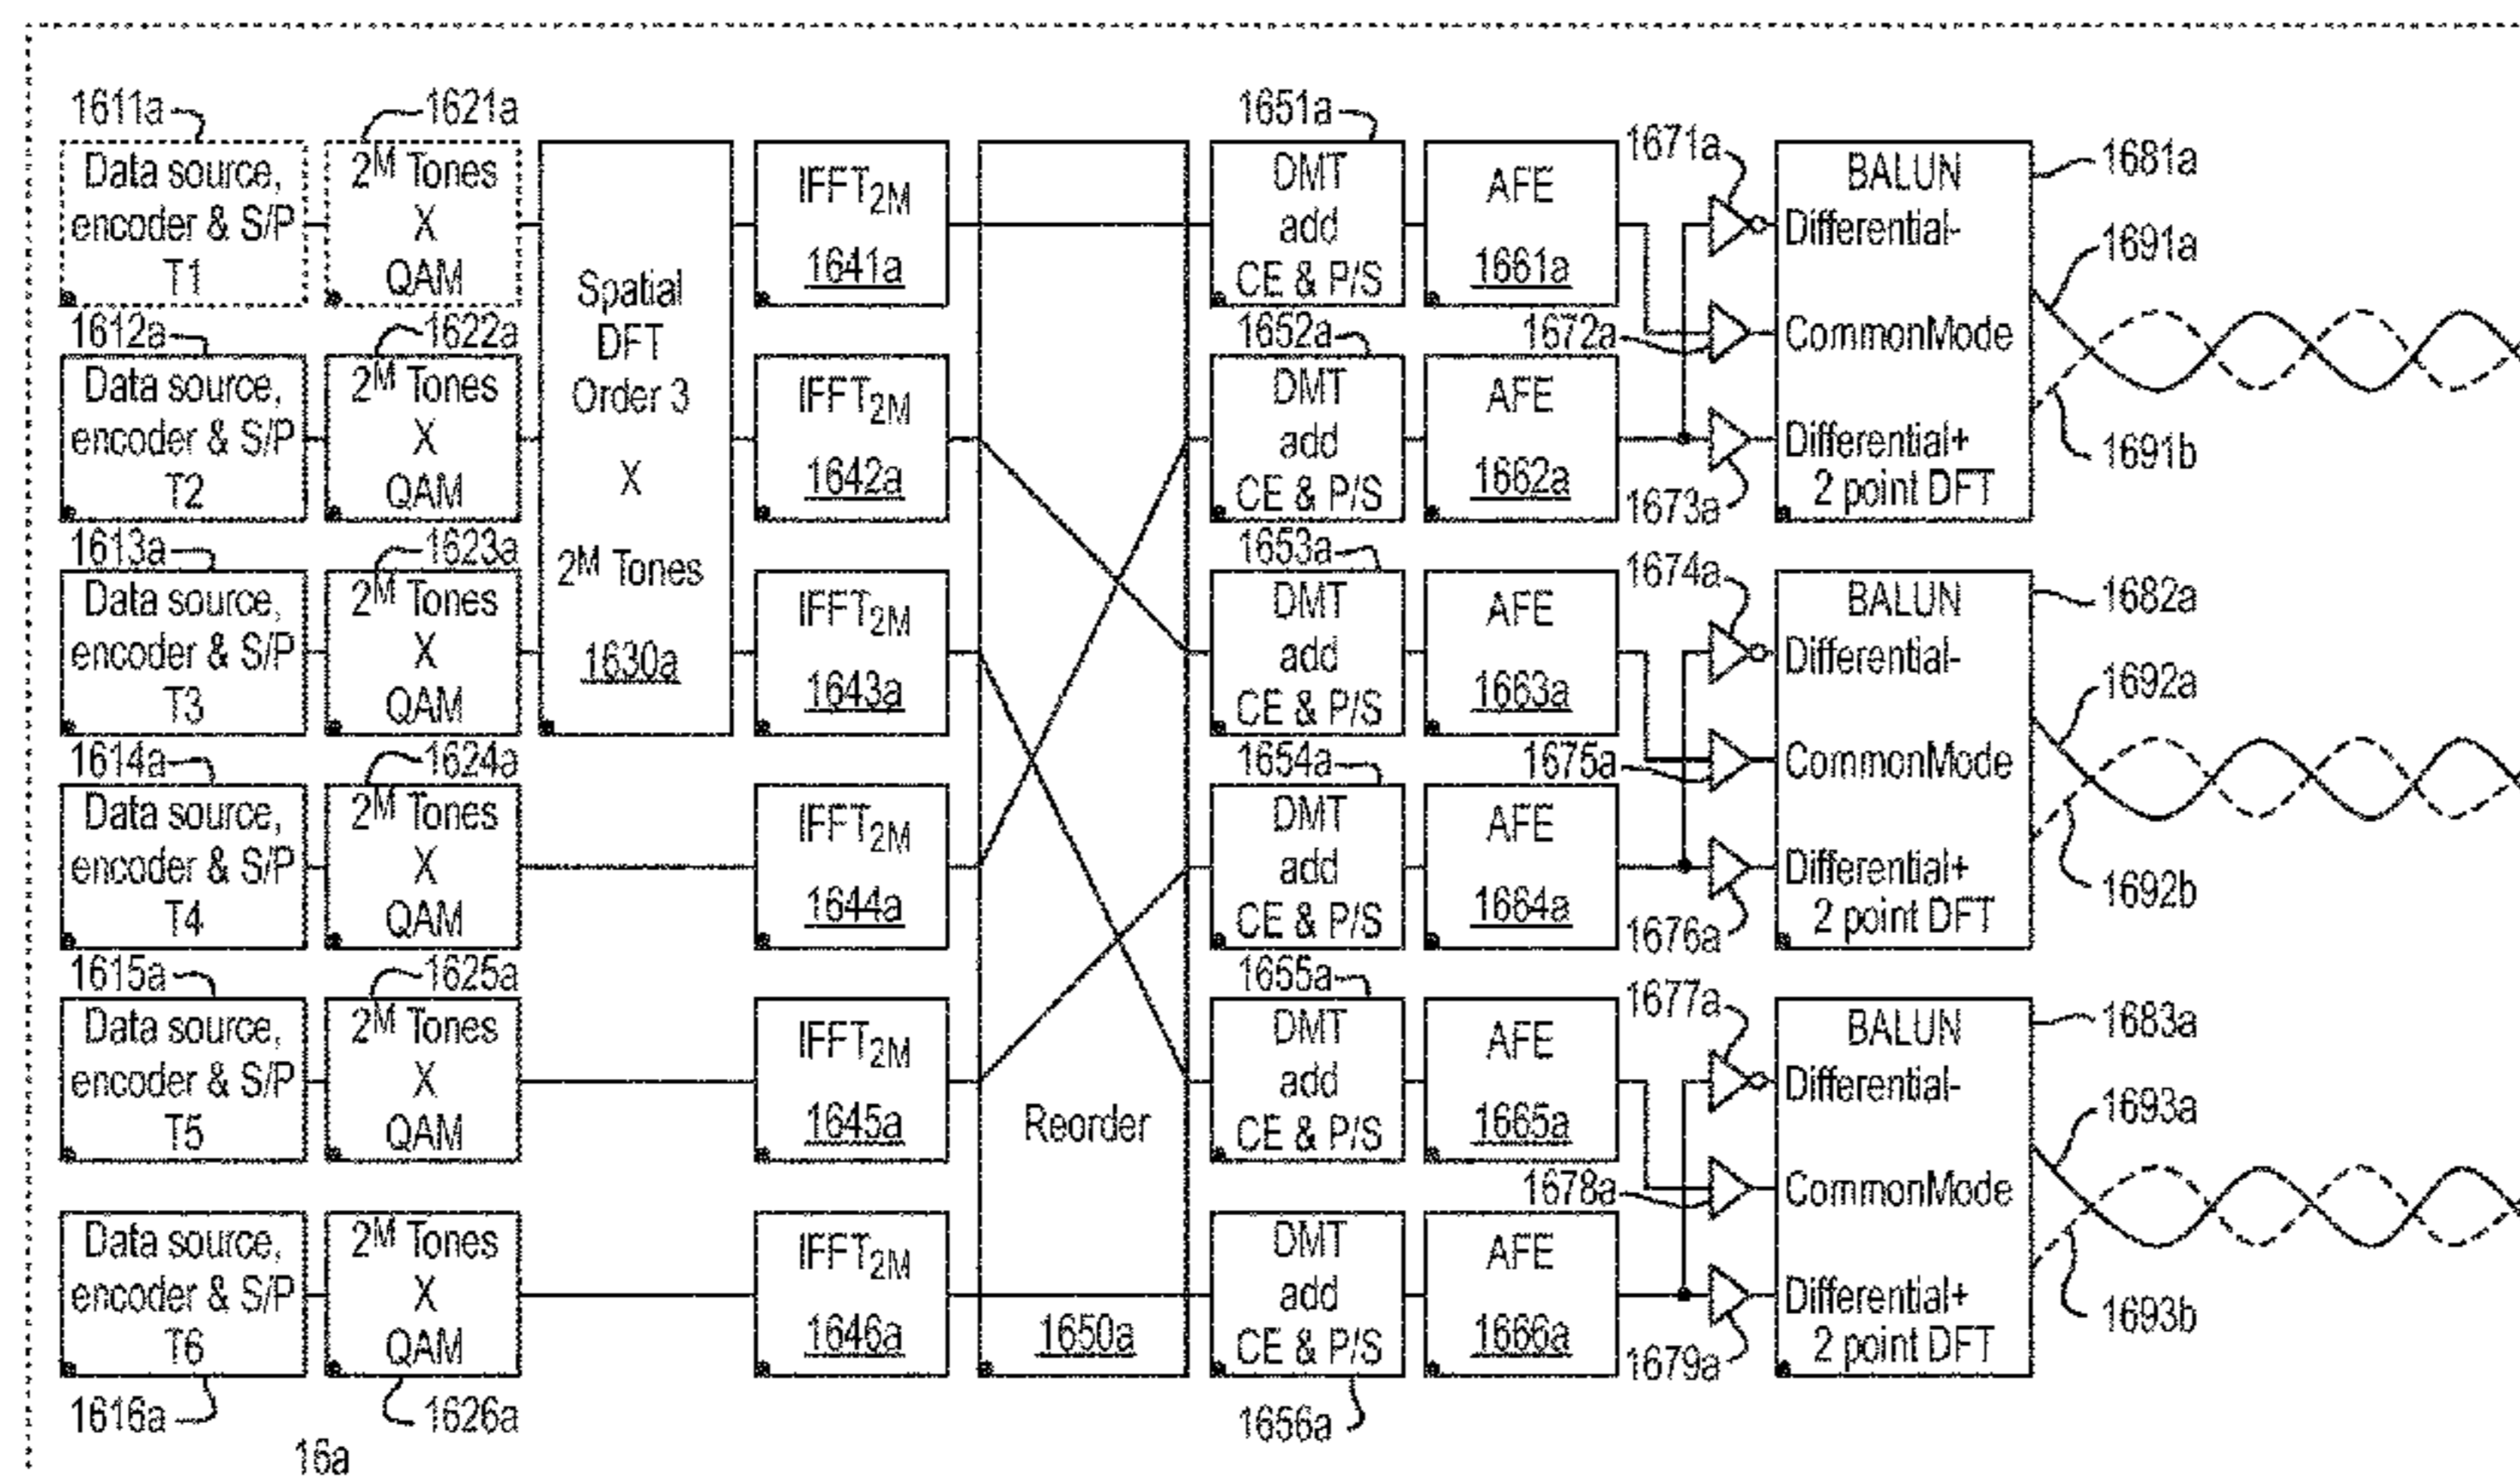 1611a
1621a
1651a
1671a
1681a
Data source,
encoder & S/P
T1
2M Tones
X
QAM
Spatial
DFT
Order 3
X
2M Tones
1630a
IFFT2M
1641a
DMT
add
CE & P/S
AFE
1661a
BALUN
Differential-
CommonMode
Differential+
2 point DFT
1691a
1691b
1612a
1622a
1652a
1672a
1673a
Data source,
encoder & S/P
T2
2M Tones
X
QAM
IFFT2M
1642a
DMT
add
CE & P/S
AFE
1662a
1613a
1623a
1653a
1674a
1682a
Data source,
encoder & S/P
T3
2M Tones
X
QAM
IFFT2M
1643a
DMT
add
CE & P/S
AFE
1663a
BALUN
Differential-
CommonMode
Differential+
2 point DFT
1692a
1692b
1614a
1624a
1654a
1675a
1676a
Data source,
encoder & S/P
T4
2M Tones
X
QAM
IFFT2M
1644a
DMT
add
CE & P/S
AFE
1664a
1615a
1625a
1655a
1677a
1683a
Data source,
encoder & S/P
T5
2M Tones
X
QAM
IFFT2M
1645a
Reorder
1650a
DMT
add
CE & P/S
AFE
1665a
BALUN
Differential-
CommonMode
Differential+
2 point DFT
1693a
1693b
1678a
1679a
Data source,
encoder & S/P
T6
2M Tones
X
QAM
IFFT2M
1646a
DMT
add
CE & P/S
AFE
1666a
1616a
1626a
1656a
16a